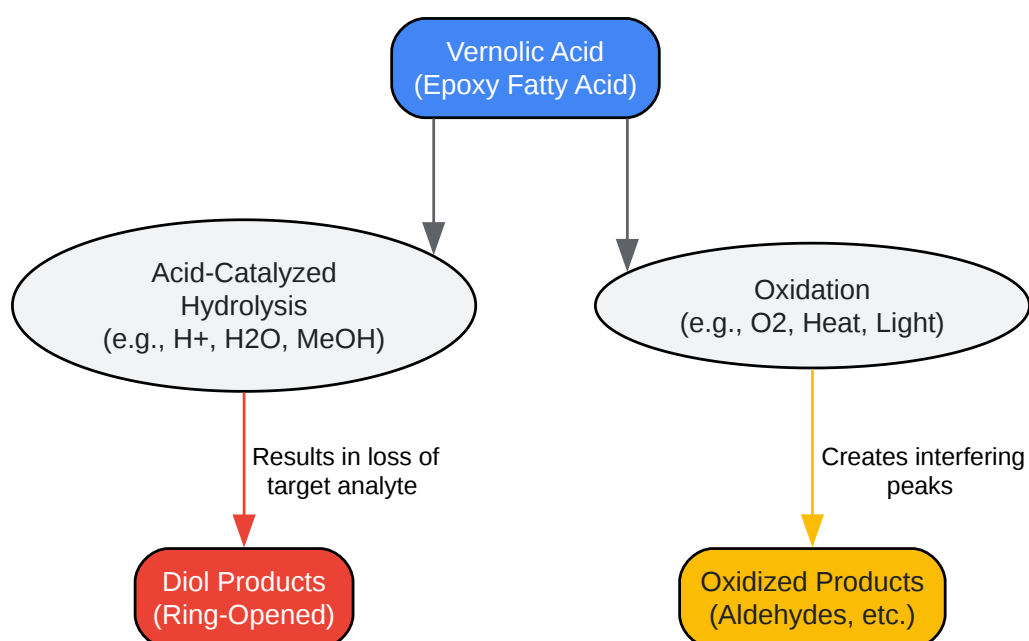 Vernolic Acid
(Epoxy Fatty Acid)
Acid-Catalyzed
Hydrolysis
(e.g., H+, H2O, MeOH)
Oxidation
(e.g., O2, Heat, Light)
Results in loss of
target analyte
Creates interfering
peaks
Diol Products
(Ring-Opened)
Oxidized Products
(Aldehydes, etc.)